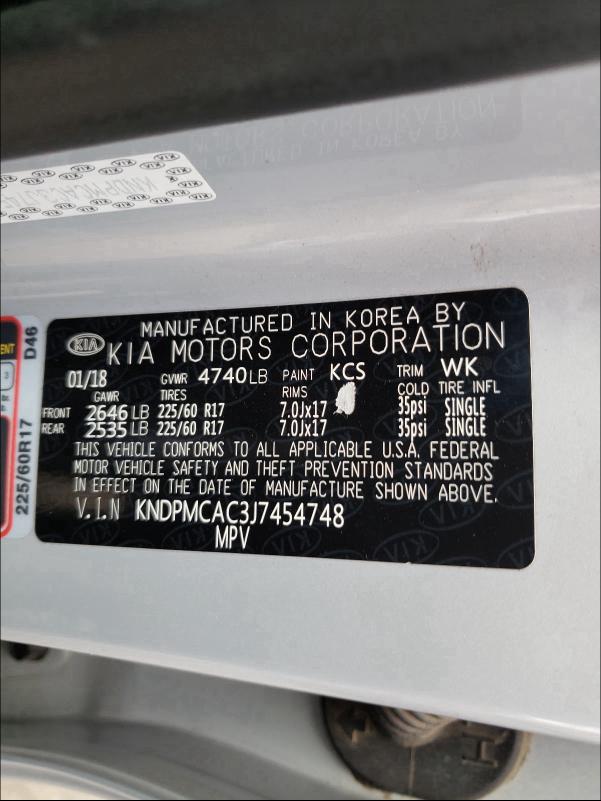 KNDPMCAC3J
MANUFACTURED IN KOREA BY
KIA KIA MOTORS CORPORATION
01/18 GVWR 4740LB PAINT KCS TRIM WK
GAWR TIRES RIMS COLD TIRE INFL
FRONT 2646LB 225/60 R17 7.0Jx17 35psi SINGLE
REAR 2535LB 225/60 R17 7.0Jx17 35psi SINGLE
THIS VEHICLE CONFORMS TO ALL APPLICABLE U.S.A. FEDERAL
MOTOR VEHICLE SAFETY AND THEFT PREVENTION STANDARDS
IN EFFECT ON THE DATE OF MANUFACTURE SHOWN ABOVE.
V.I.N KNDPMCAC3J7454748
MPV
225/60R17 D46
3
H